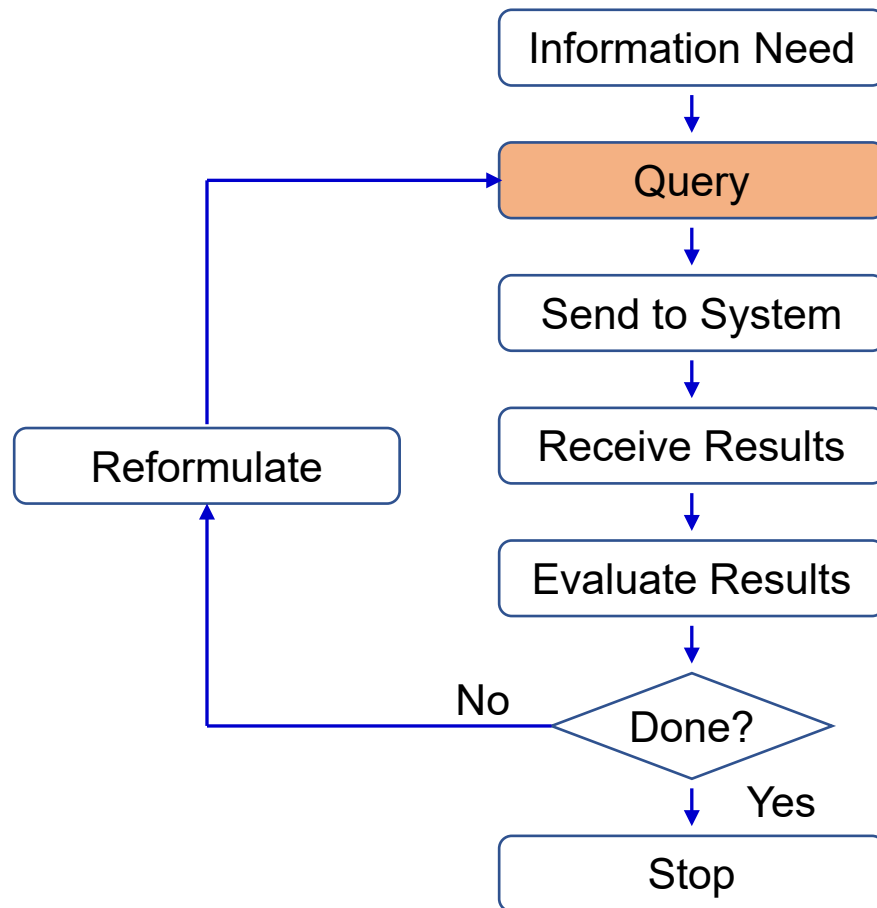 Information Need
Query
Send to System
Receive Results
Reformulate
Evaluate Results
No
Done?
Yes
Stop